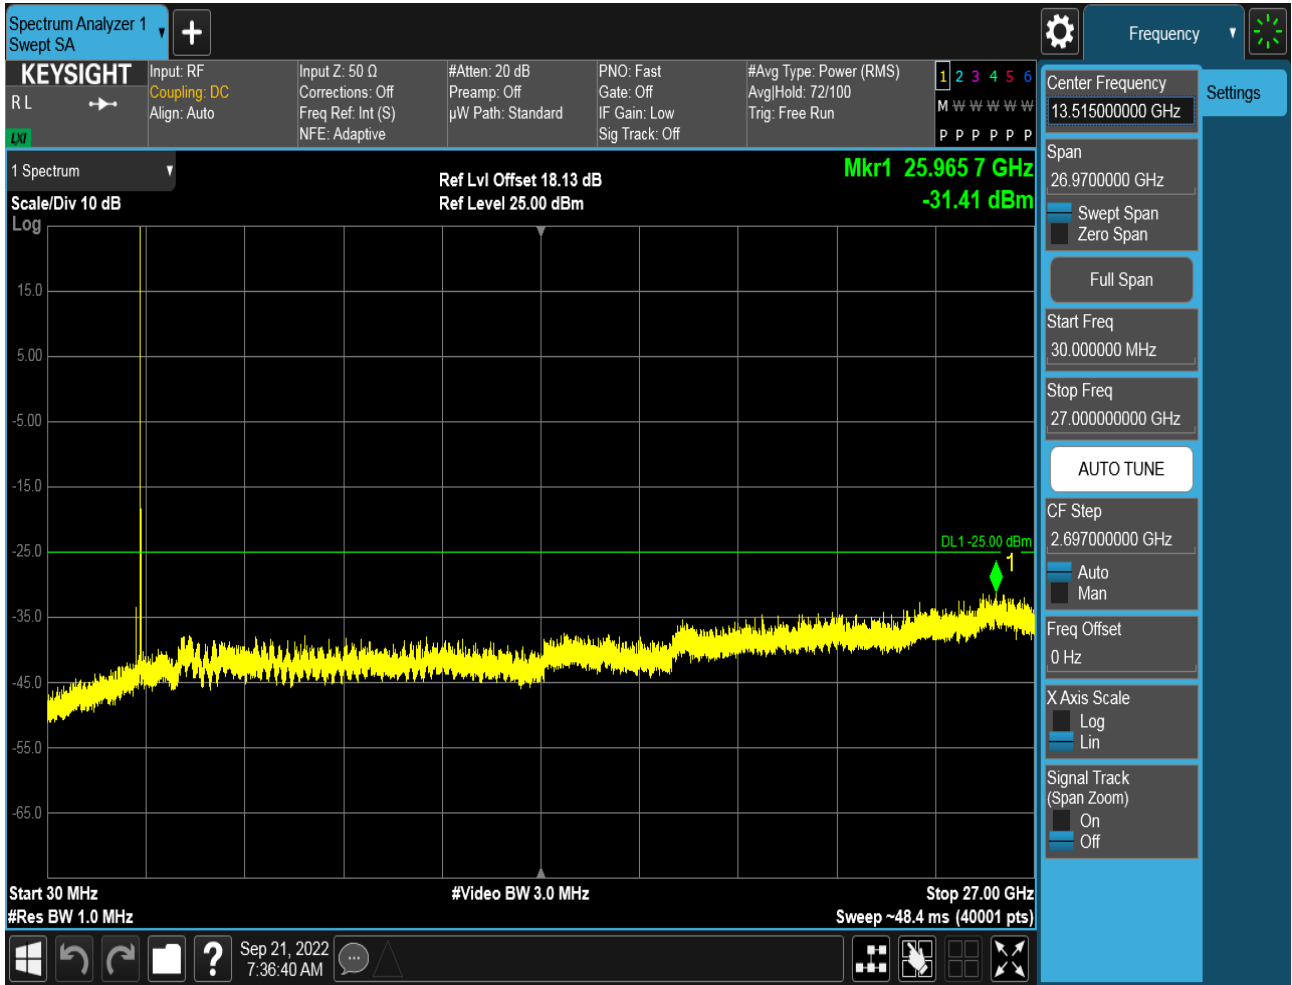 Spectrum Analyzer 1
Swept SA
+
Frequency
KEYSIGHT
R L
LXI
Input: RF
Coupling: DC
Align: Auto
Input Z: 50 Ω
Corrections: Off
Freq Ref: Int (S)
NFE: Adaptive
#Atten: 20 dB
Preamp: Off
µW Path: Standard
PNO: Fast
Gate: Off
IF Gain: Low
Sig Track: Off
#Avg Type: Power (RMS)
Avg|Hold: 72/100
Trig: Free Run
1 2 3 4 5 6
M W W W W W
P P P P P P
1 Spectrum
Scale/Div 10 dB
Log
Ref Lvl Offset 18.13 dB
Ref Level 25.00 dBm
Mkr1 25.965 7 GHz
-31.41 dBm
15.0
5.00
-5.00
-15.0
-25.0
-35.0
-45.0
-55.0
-65.0
DL1 -25.00 dBm
1
Start 30 MHz
#Res BW 1.0 MHz
#Video BW 3.0 MHz
Stop 27.00 GHz
Sweep ~48.4 ms (40001 pts)
?
Sep 21, 2022
7:36:40 AM
Center Frequency
13.515000000 GHz
Span
26.9700000 GHz
Swept Span
Zero Span
Full Span
Start Freq
30.000000 MHz
Stop Freq
27.000000000 GHz
AUTO TUNE
CF Step
2.697000000 GHz
Auto
Man
Freq Offset
0 Hz
X Axis Scale
Log
Lin
Signal Track
(Span Zoom)
On
Off
Settings